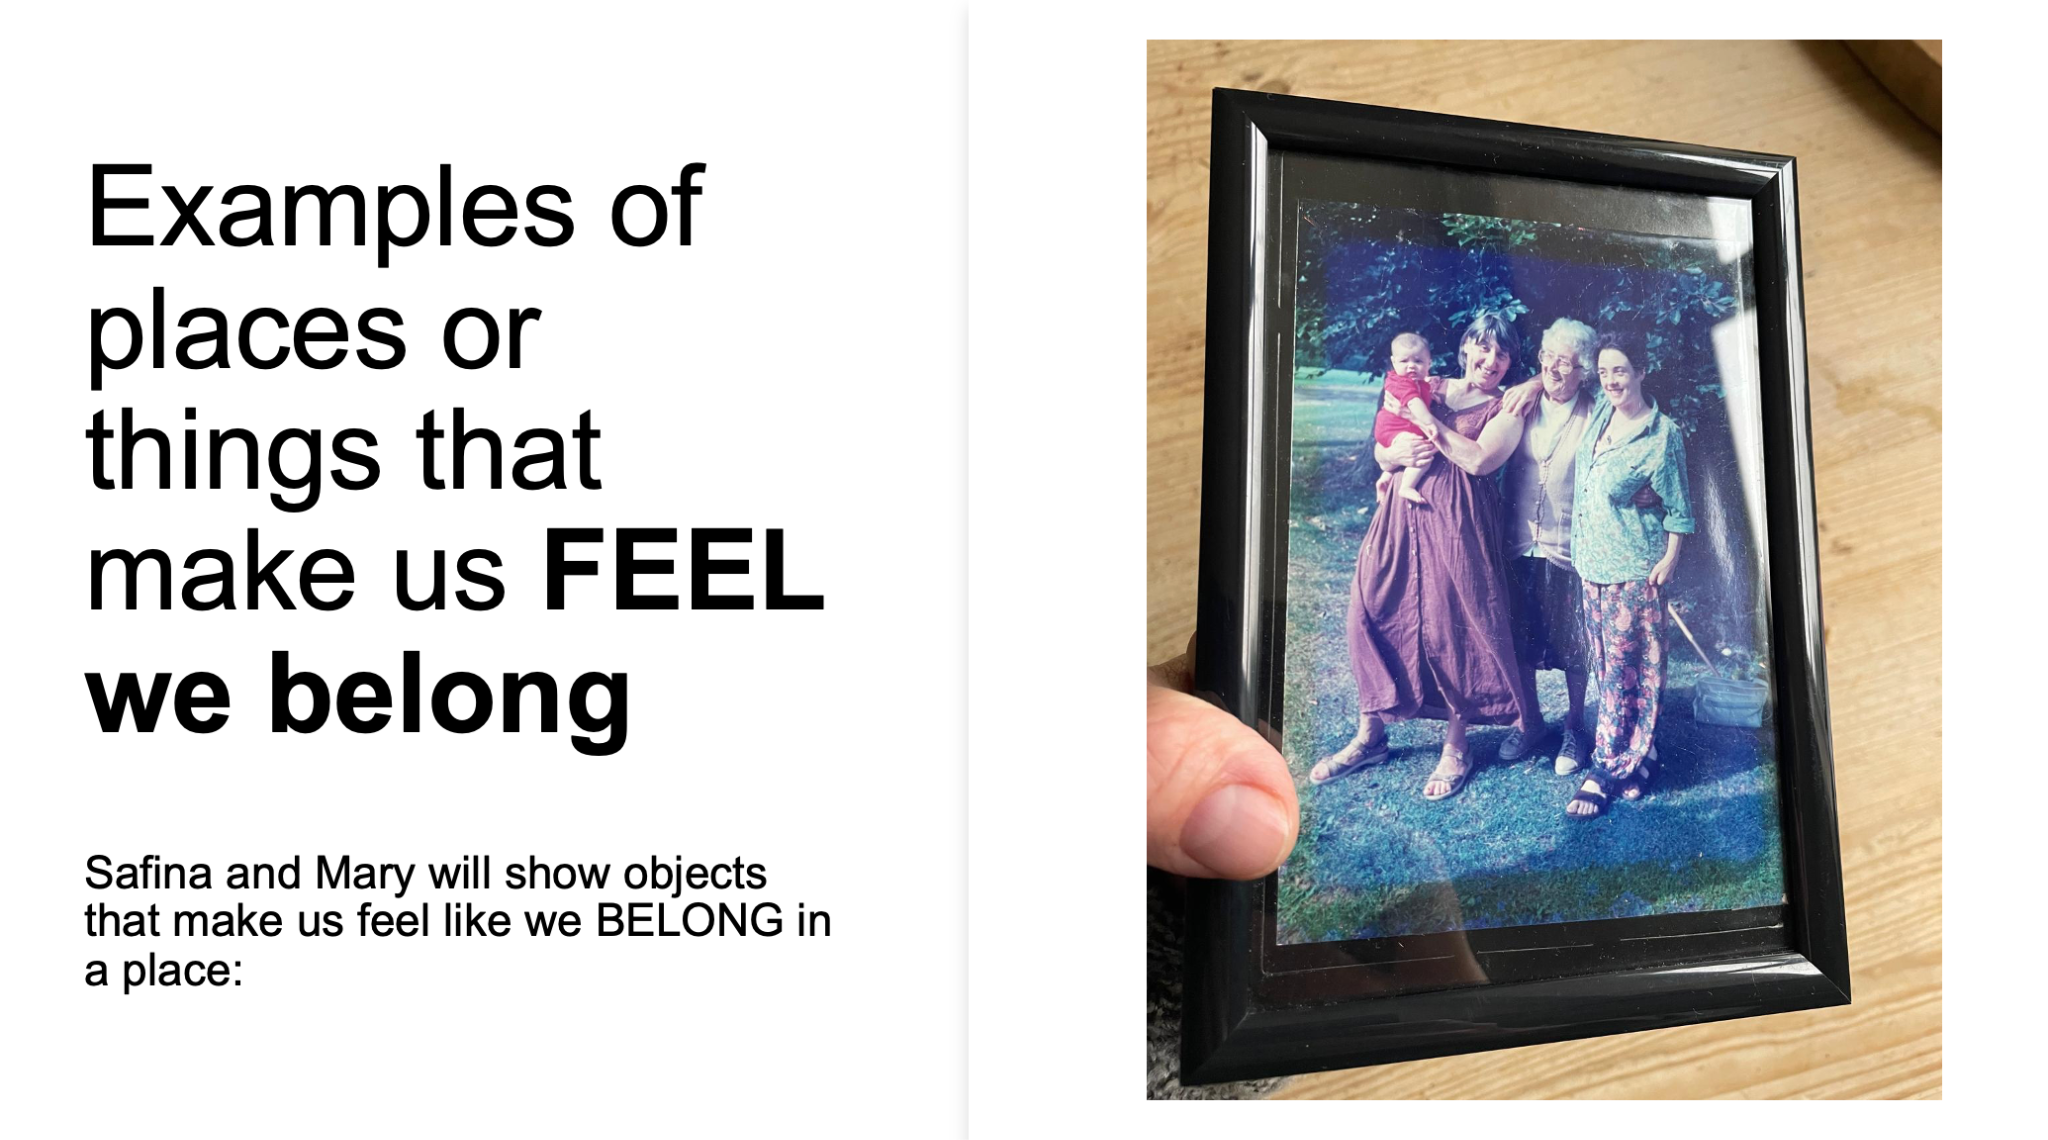 Examples of
places or
things that
make us FEEL
we belong
Safina and Mary will show objects
that make us feel like we BELONG in
a place: